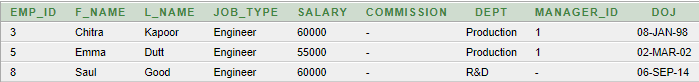 EMP_ID F_NAME L_NAME JOB_TYPE SALARY COMMISSION DEPT MANAGER_ID DOJ
3 Chitra Kapoor Engineer 60000 - Production 1 08-JAN-98
5 Emma Dutt Engineer 55000 - Production 1 02-MAR-02
8 Saul Good Engineer 60000 - R&D - 06-SEP-14